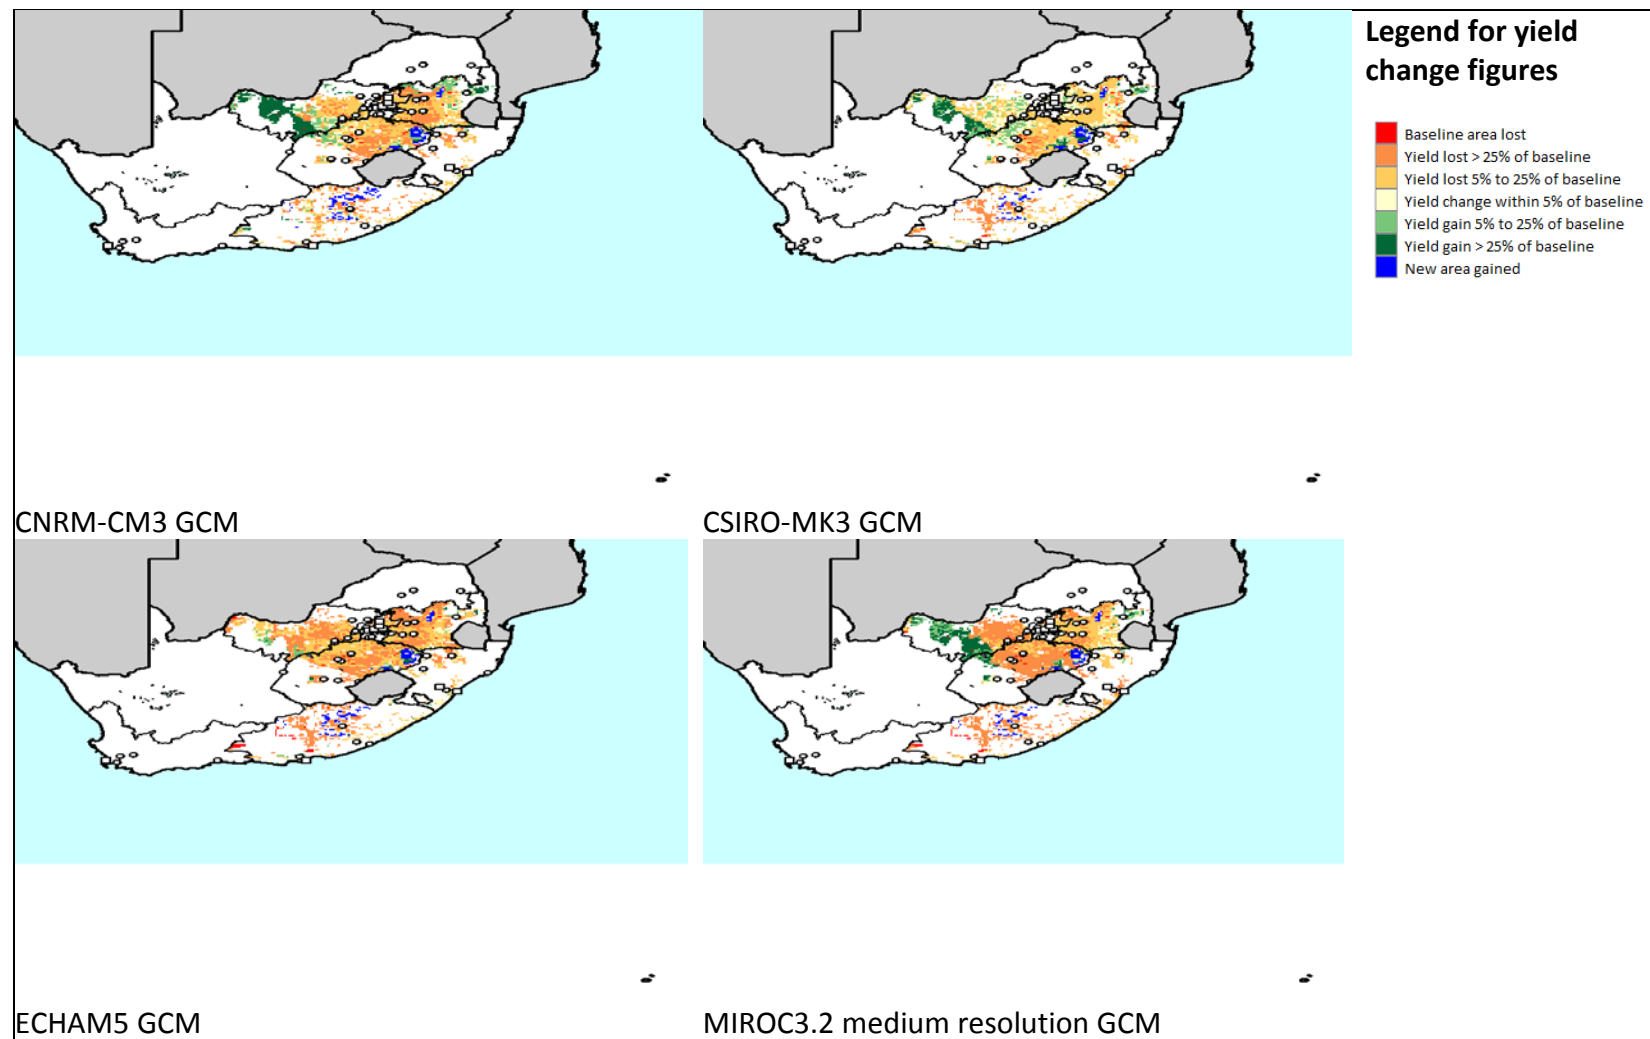 Legend for yield
change figures
Baseline area lost
Yield lost > 25% of baseline
Yield lost 5% to 25% of baseline
Yield change within 5% of baseline
Yield gain 5% to 25% of baseline
Yield gain > 25% of baseline
New area gained
CNRM-CM3 GCM
CSIRO-MK3 GCM
ECHAM5 GCM
MIROC3.2 medium resolution GCM